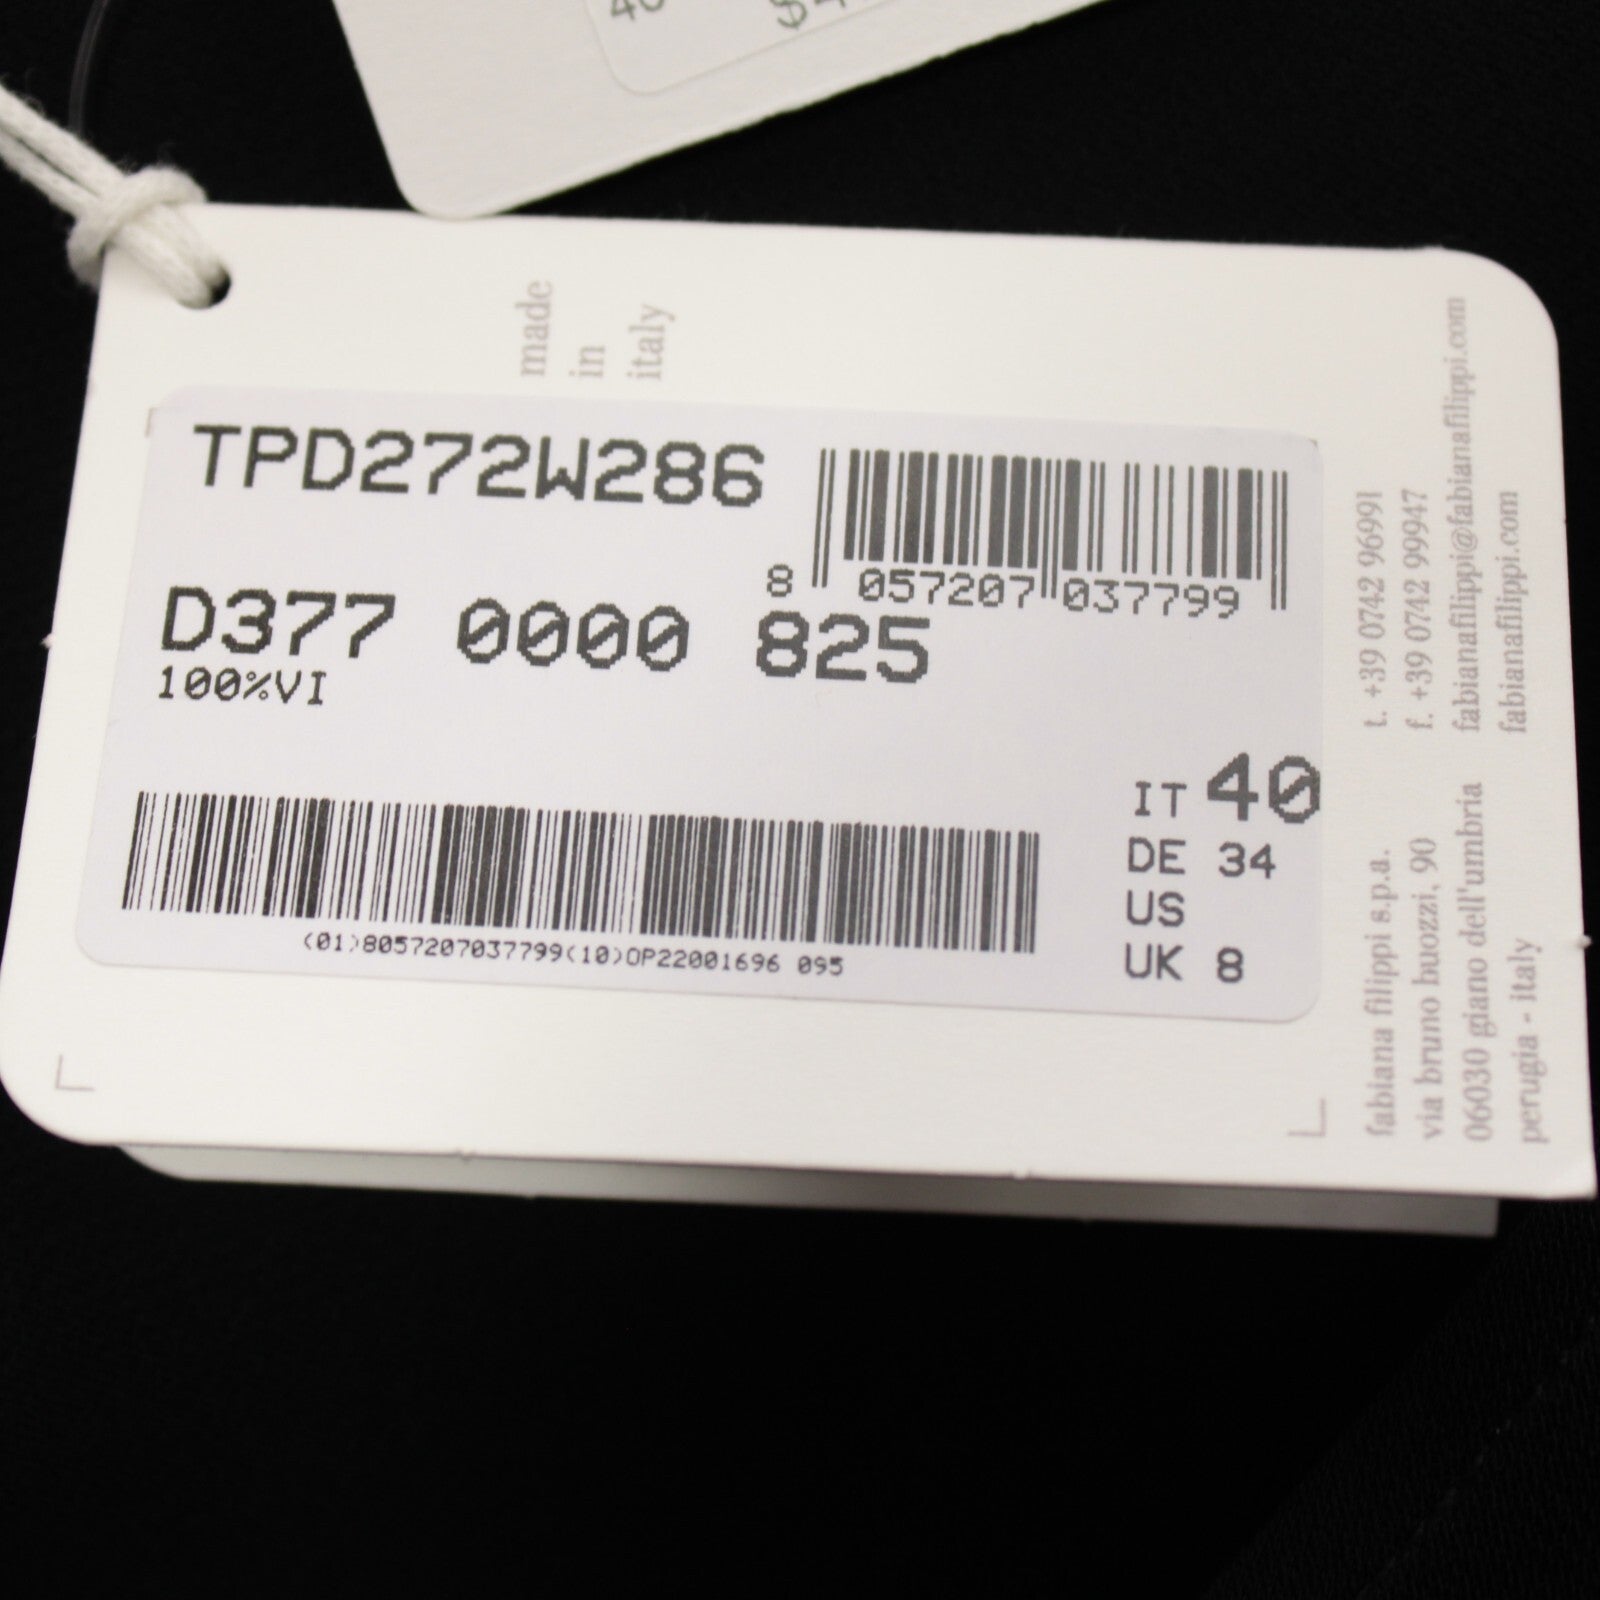 40
made
in
italy
TPD272W286
8 057207 037799
D377 0000 825
100%VI
IT 40
DE 34
US
UK 8
(01)8057207037799(10)OP22001696 095
fabiana filippi s.p.a.
via bruno buozzi, 90
06030 giano dell'umbria
perugia - italy
t. +39 0742 96991
f. +39 0742 99947
fabianafilippi@fabianafilippi.com
fabianafilippi.com